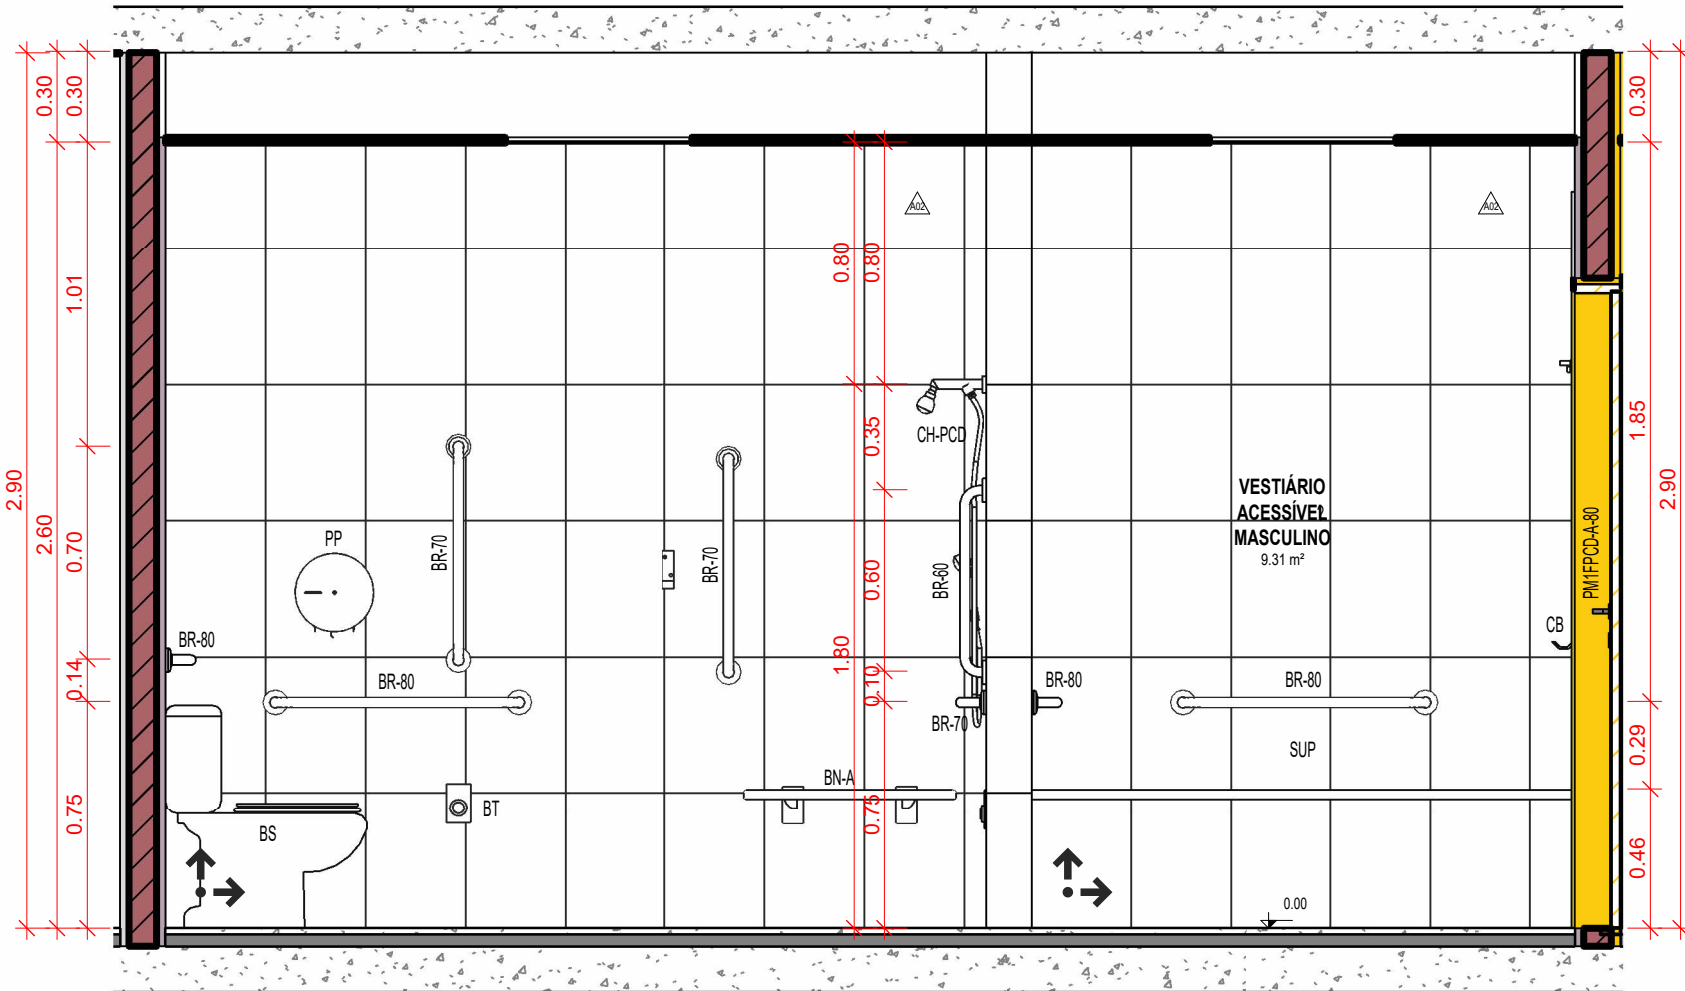 0.30
0.30
0.30
A02
A02
0.80
0.80
1.01
CH-PCD
0.35
1.85
2.90
2.60
0.70
2.90
VESTIÁRIO
ACESSÍVEL
MASCULINO
9.31 m²
PP
BR-70
BR-70
BR-60
0.60
PM1FPCD-A-80
CB
BR-80
0.14
1.80
0.10
BR-80
BR-80
BR-80
BR-70
SUP
0.29
BN-A
0.75
BS
BT
0.75
0.46
0.00